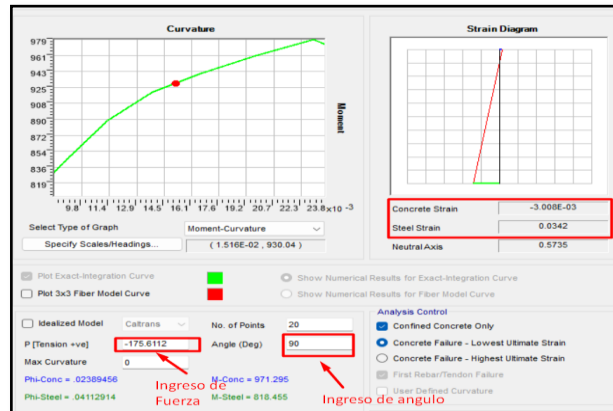 Curvature
Strain Diagram
979
961
943
925
908
890
872
854
836
819
Moment
9.8 11.4 12.9 14.5 16.1 17.6 19.2 20.7 22.3 23.8 x10 -3
Select Type of Graph
Moment-Curvature
Specify Scales/Headings...
( 1.516E-02 , 930.04 )
Concrete Strain
-3.008E-03
Steel Strain
0.0342
Neutral Axis
0.5735
Plot Exact-Integration Curve
Show Numerical Results for Exact-Integration Curve
Plot 3x3 Fiber Model Curve
Show Numerical Results for Fiber Model Curve
Idealized Model
Caltrans
No. of Points
20
P [Tension +ve]
-175.6112
Angle (Deg)
90
Max Curvature
0
Phi-Conc = .02389456
M-Conc = 971.295
Phi-Steel = .04112914
M-Steel = 818.455
Ingreso de
Fuerza
Ingreso de angulo
Analysis Control
Confined Concrete Only
Concrete Failure - Lowest Ultimate Strain
Concrete Failure - Highest Ultimate Strain
First Rebar/Tendon Failure
User Defined Curvature